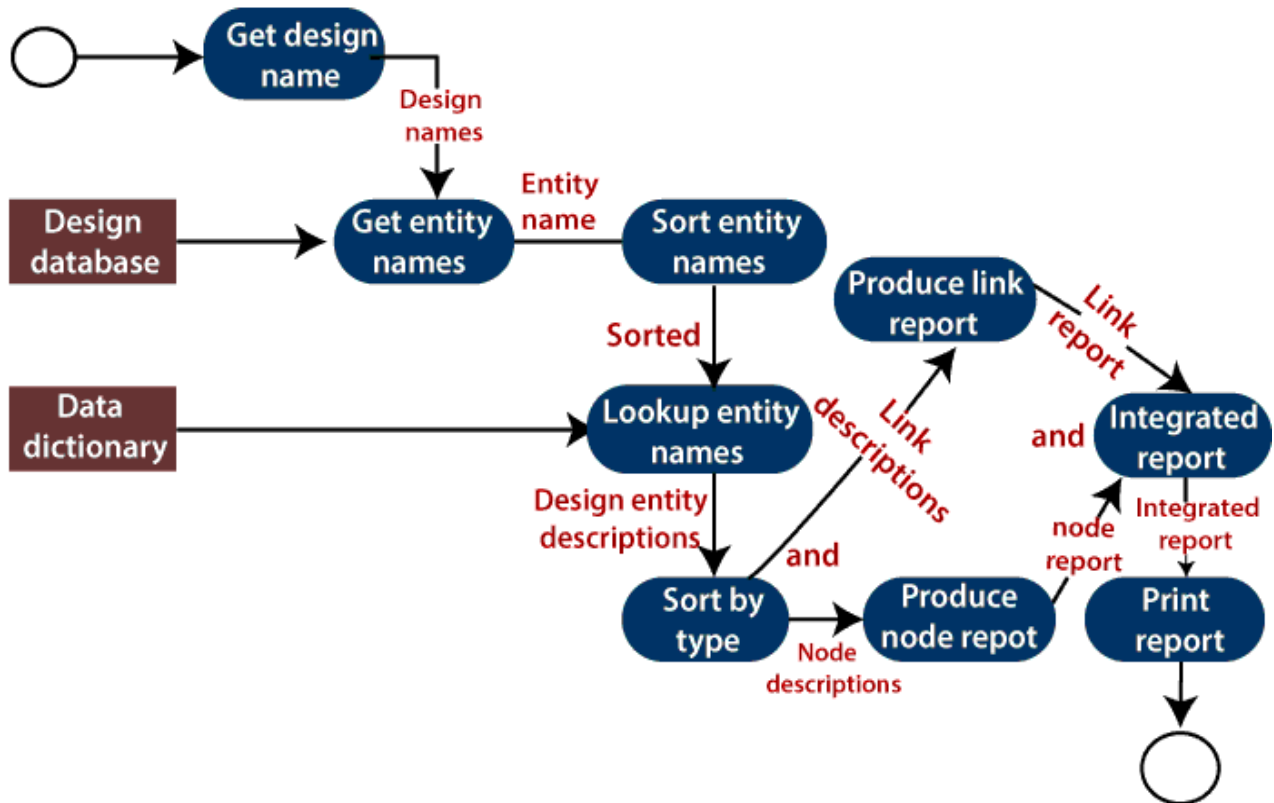 Get design
name
Design
names
Design
database
Get entity
names
Entity
name
Sort entity
names
Sorted
Data
dictionary
Lookup entity
names
Design entity
descriptions
Sort by
type
and
Link
descriptions
Produce link
report
Link
report
Node
descriptions
Produce
node repot
node
report
and
Integrated
report
Integrated
report
Print
report